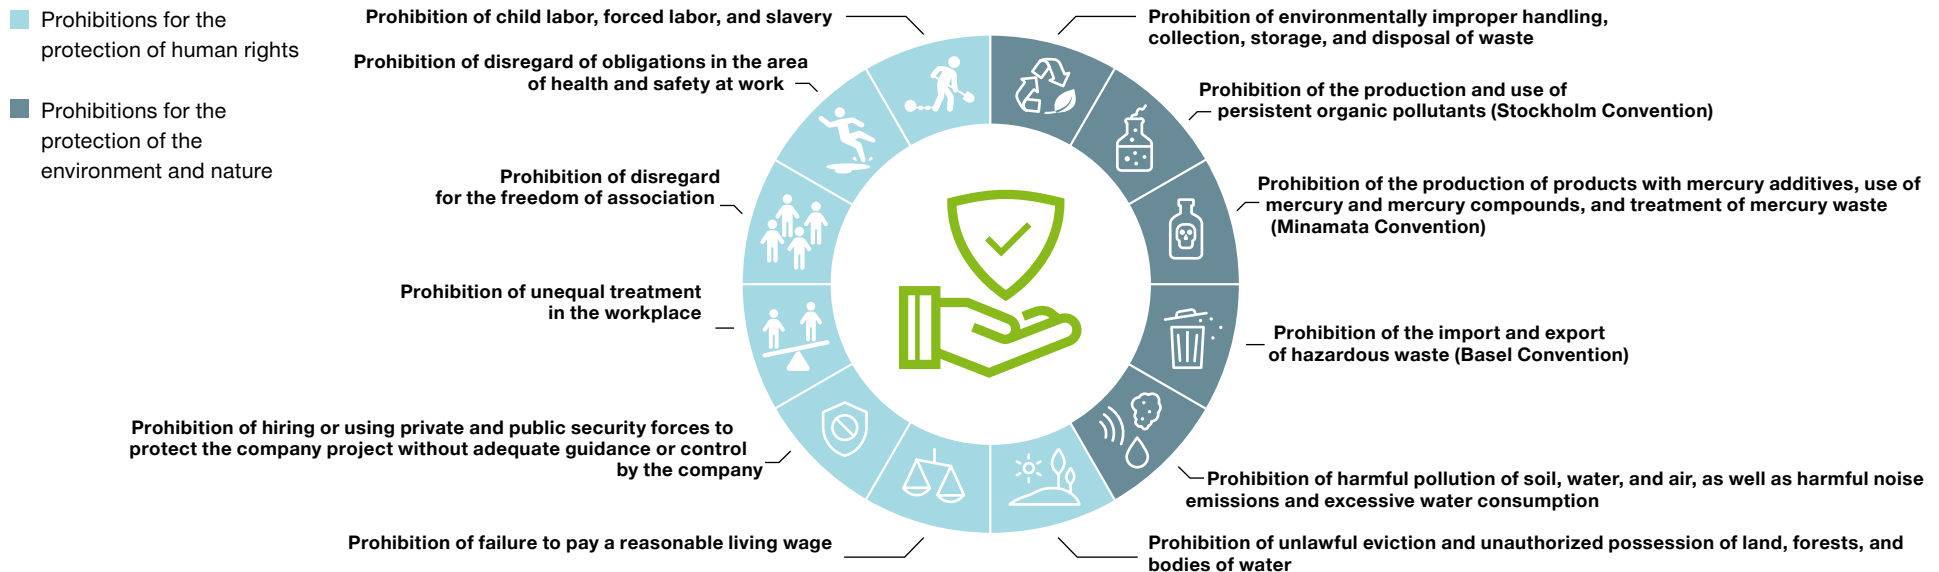 Prohibitions for the
protection of human rights
Prohibitions for the
protection of the
environment and nature
Prohibition of child labor, forced labor, and slavery
Prohibition of disregard of obligations in the area
of health and safety at work
Prohibition of disregard
for the freedom of association
Prohibition of unequal treatment
in the workplace
Prohibition of hiring or using private and public security forces to
protect the company project without adequate guidance or control
by the company
Prohibition of failure to pay a reasonable living wage
Prohibition of environmentally improper handling,
collection, storage, and disposal of waste
Prohibition of the production and use of
persistent organic pollutants (Stockholm Convention)
Prohibition of the production of products with mercury additives, use of
mercury and mercury compounds, and treatment of mercury waste
(Minamata Convention)
Prohibition of the import and export
of hazardous waste (Basel Convention)
Prohibition of harmful pollution of soil, water, and air, as well as harmful noise
emissions and excessive water consumption
Prohibition of unlawful eviction and unauthorized possession of land, forests, and
bodies of water